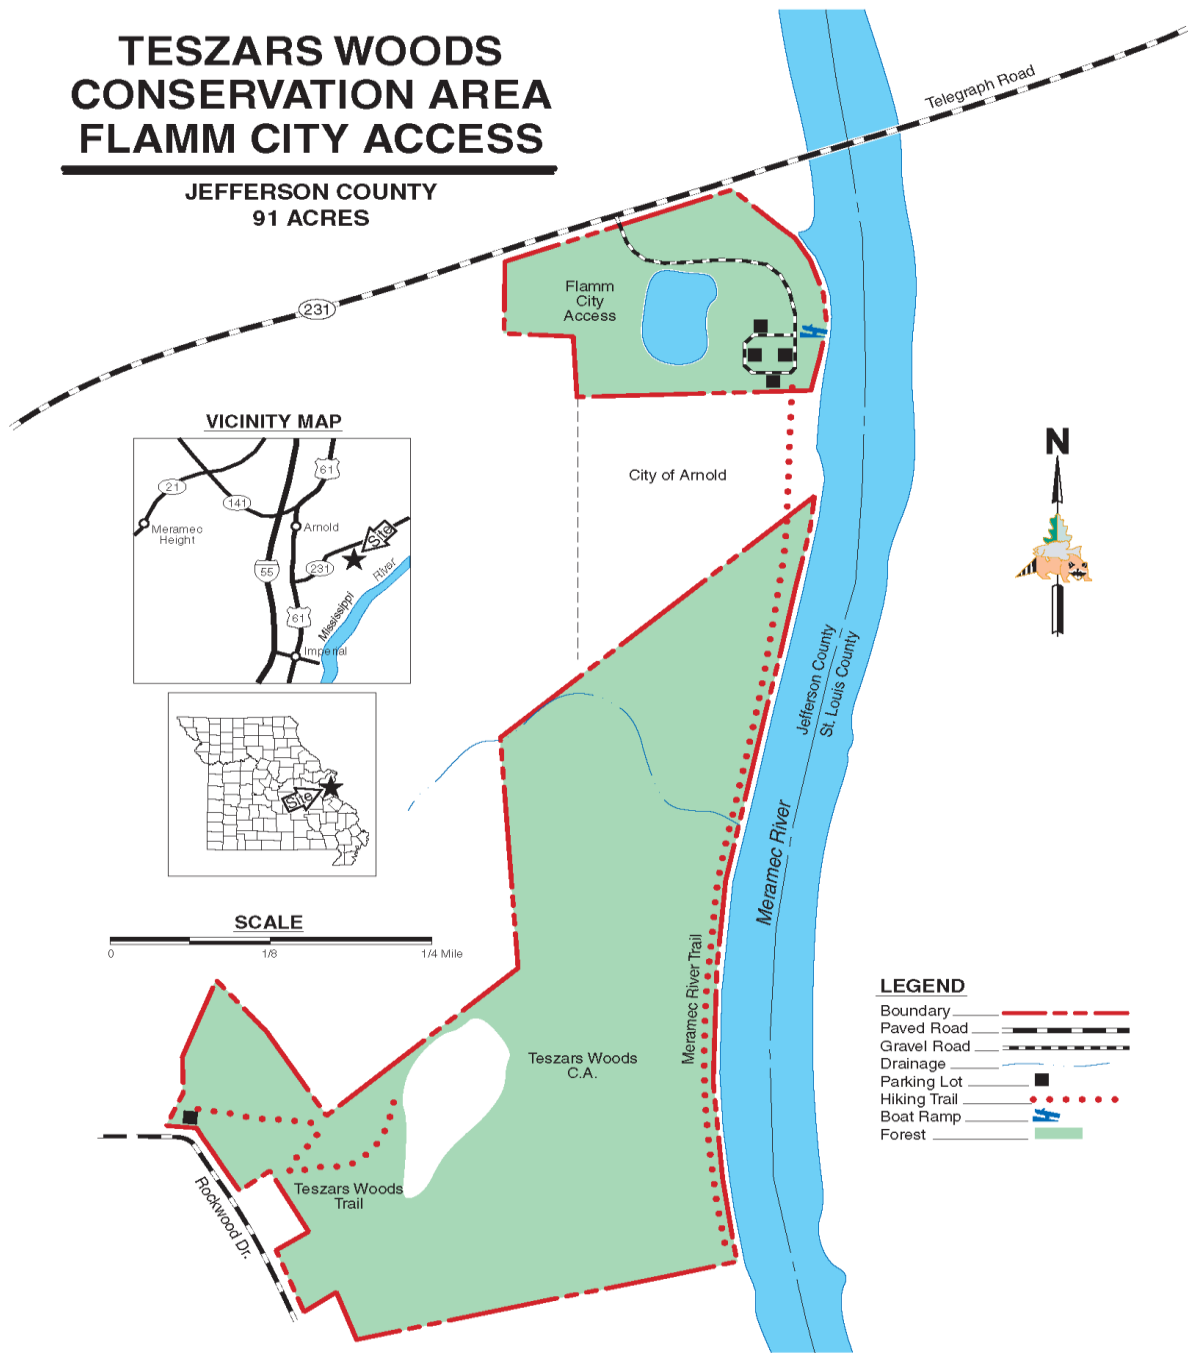 TESZARS WOODS
CONSERVATION AREA
FLAMM CITY ACCESS
JEFFERSON COUNTY
91 ACRES
Telegraph Road
231
Flamm
City
Access
City of Arnold
N
VICINITY MAP
61
21
141
Meramec
Height
Arnold
Site
55
231
River
Mississippi
61
Imperial
Site
Jefferson County
St. Louis County
Meramec River
SCALE
0
1/8
1/4 Mile
Meramec River Trail
Teszars Woods
C.A.
Teszars Woods
Trail
Rockwood Dr.
LEGEND
Boundary
Paved Road
Gravel Road
Drainage
Parking Lot
Hiking Trail
Boat Ramp
Forest